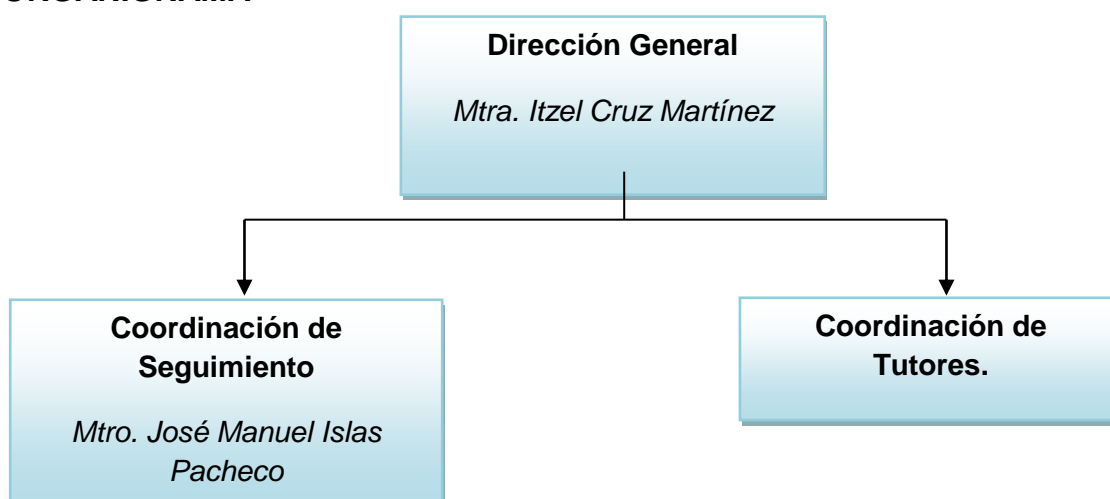 Dirección General
Mtra. Itzel Cruz Martínez
Coordinación de
Seguimiento
Mtro. José Manuel Islas
Pacheco
Coordinación de
Tutores.